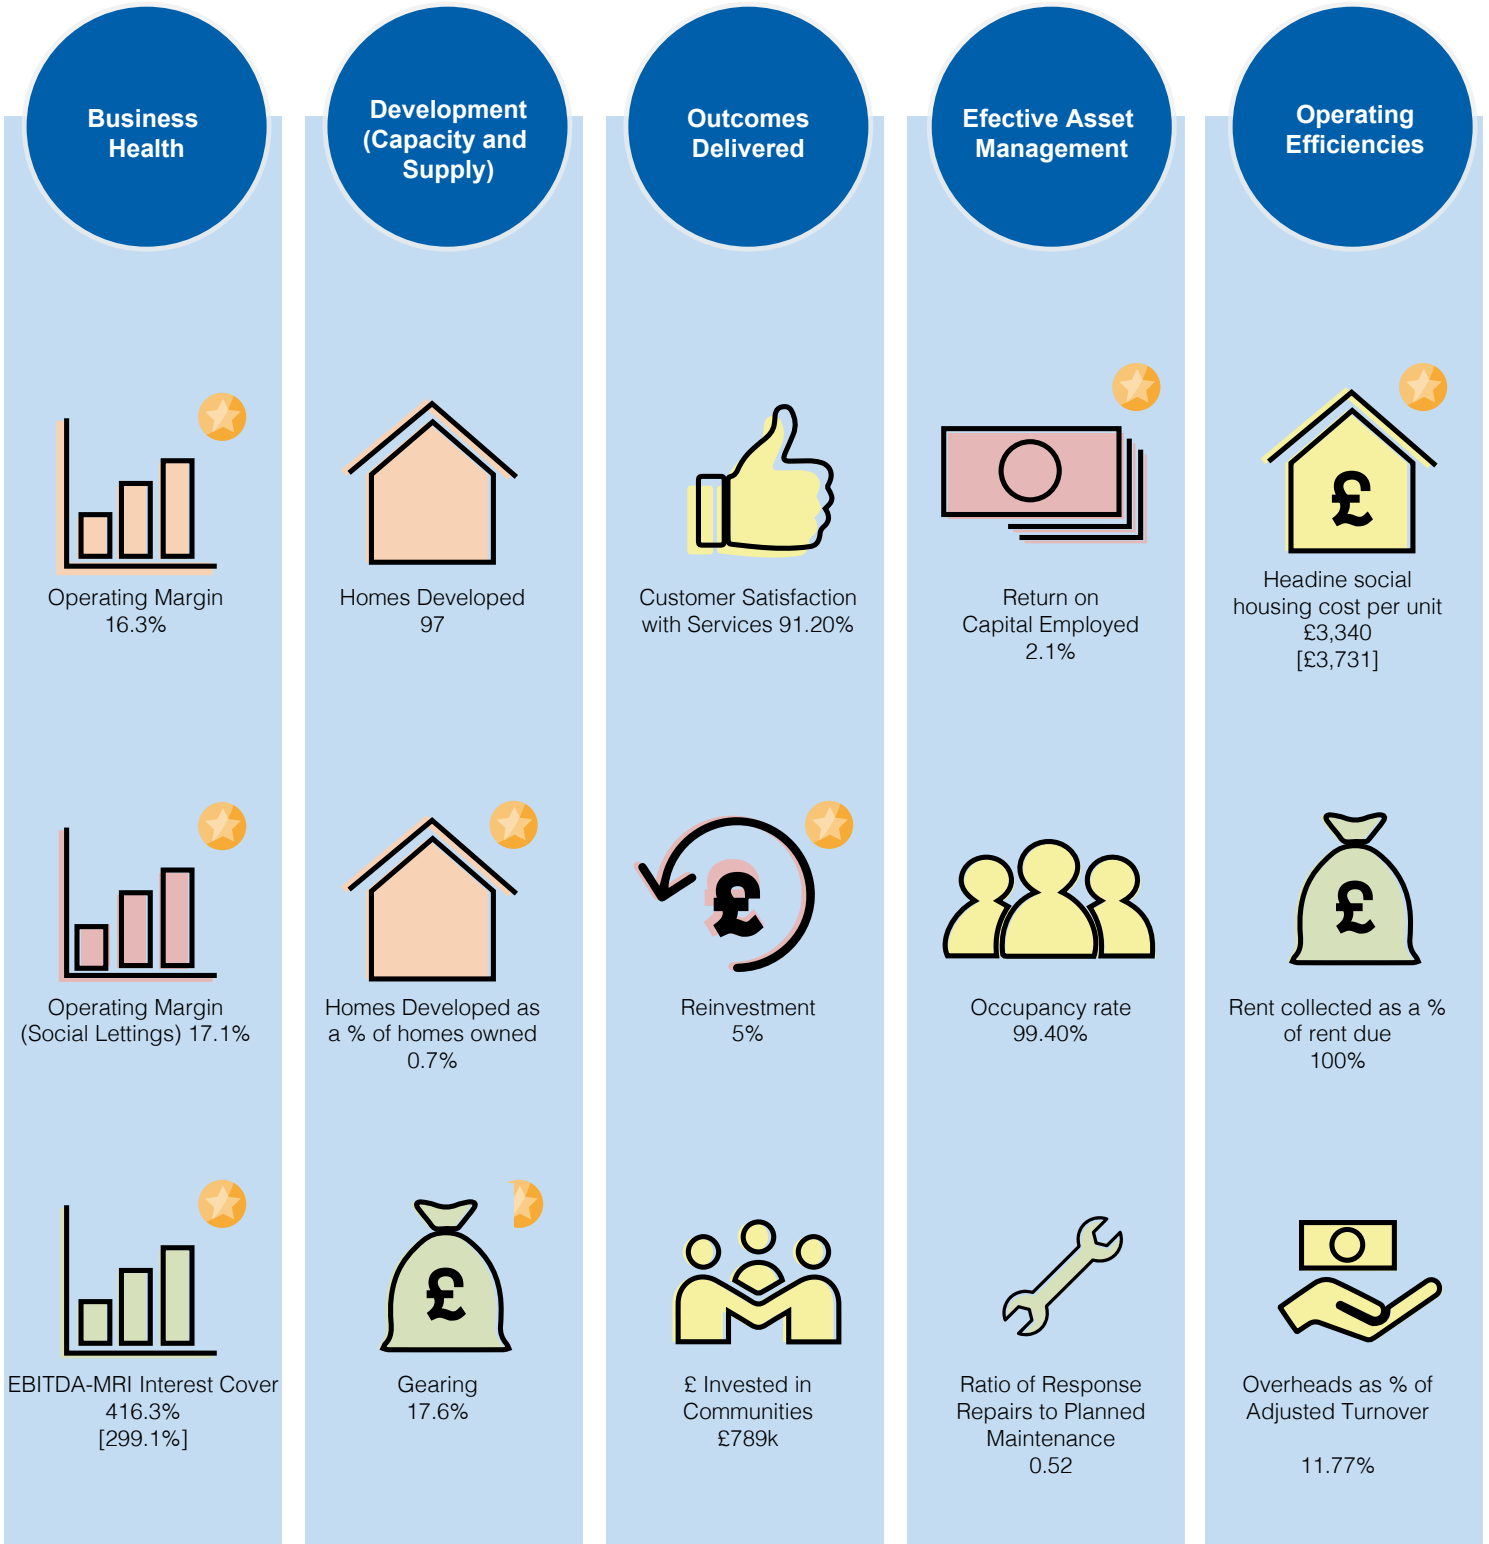 Business
Health
Development
(Capacity and
Supply)
Outcomes
Delivered
Efective Asset
Management
Operating
Efficiencies
Operating Margin
16.3%
Homes Developed
97
Customer Satisfaction
with Services 91.20%
Return on
Capital Employed
2.1%
£
Headine social
housing cost per unit
£3,340
[£3,731]
Operating Margin
(Social Lettings) 17.1%
Homes Developed as
a % of homes owned
0.7%
£
Reinvestment
5%
Occupancy rate
99.40%
£
Rent collected as a %
of rent due
100%
EBITDA-MRI Interest Cover
416.3%
[299.1%]
£
Gearing
17.6%
£ Invested in
Communities
£789k
Ratio of Response
Repairs to Planned
Maintenance
0.52
Overheads as % of
Adjusted Turnover
11.77%